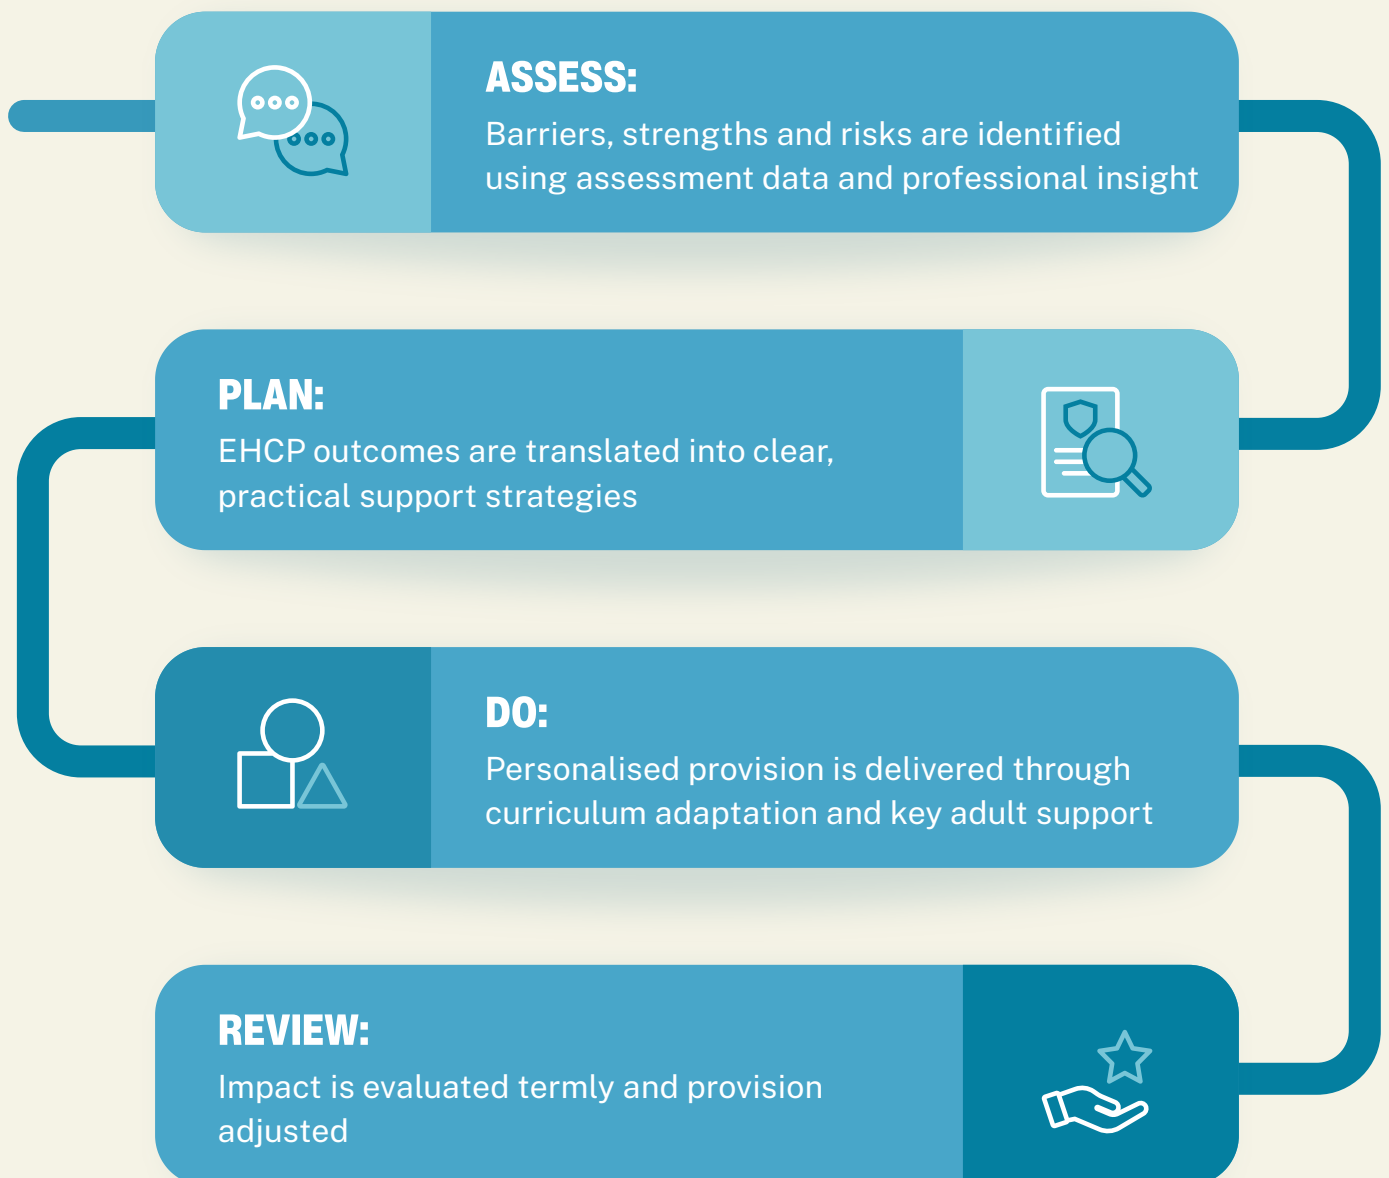 ASSESS:
Barriers, strengths and risks are identified
using assessment data and professional insight
PLAN:
EHCP outcomes are translated into clear,
practical support strategies
DO:
Personalised provision is delivered through
curriculum adaptation and key adult support
REVIEW:
Impact is evaluated termly and provision
adjusted